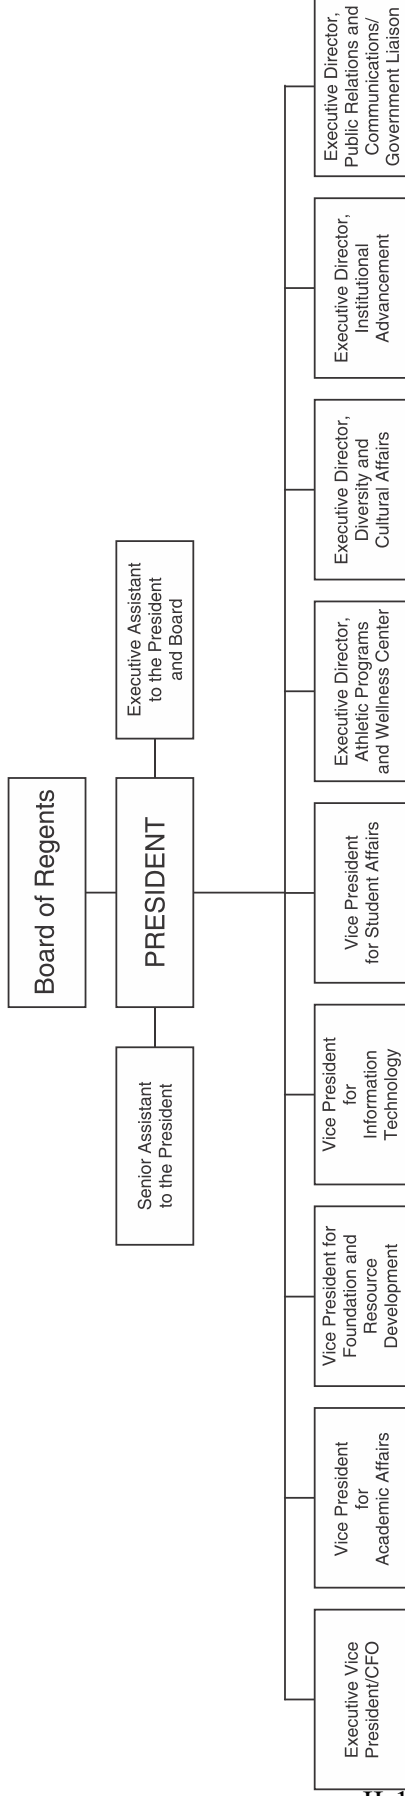 Board of Regents
Senior Assistant
to the President
PRESIDENT
Executive Assistant
to the President
and Board
Executive Vice
President/CFO
Vice President
for
Academic Affairs
Vice President for
Foundation and
Resource
Development
Vice President
for
Information
Technology
Vice President
for Student Affairs
Executive Director,
Athletic Programs
and Wellness Center
Executive Director,
Diversity and
Cultural Affairs
Executive Director,
Institutional
Advancement
Executive Director,
Public Relations and
Communications/
Government Liaison